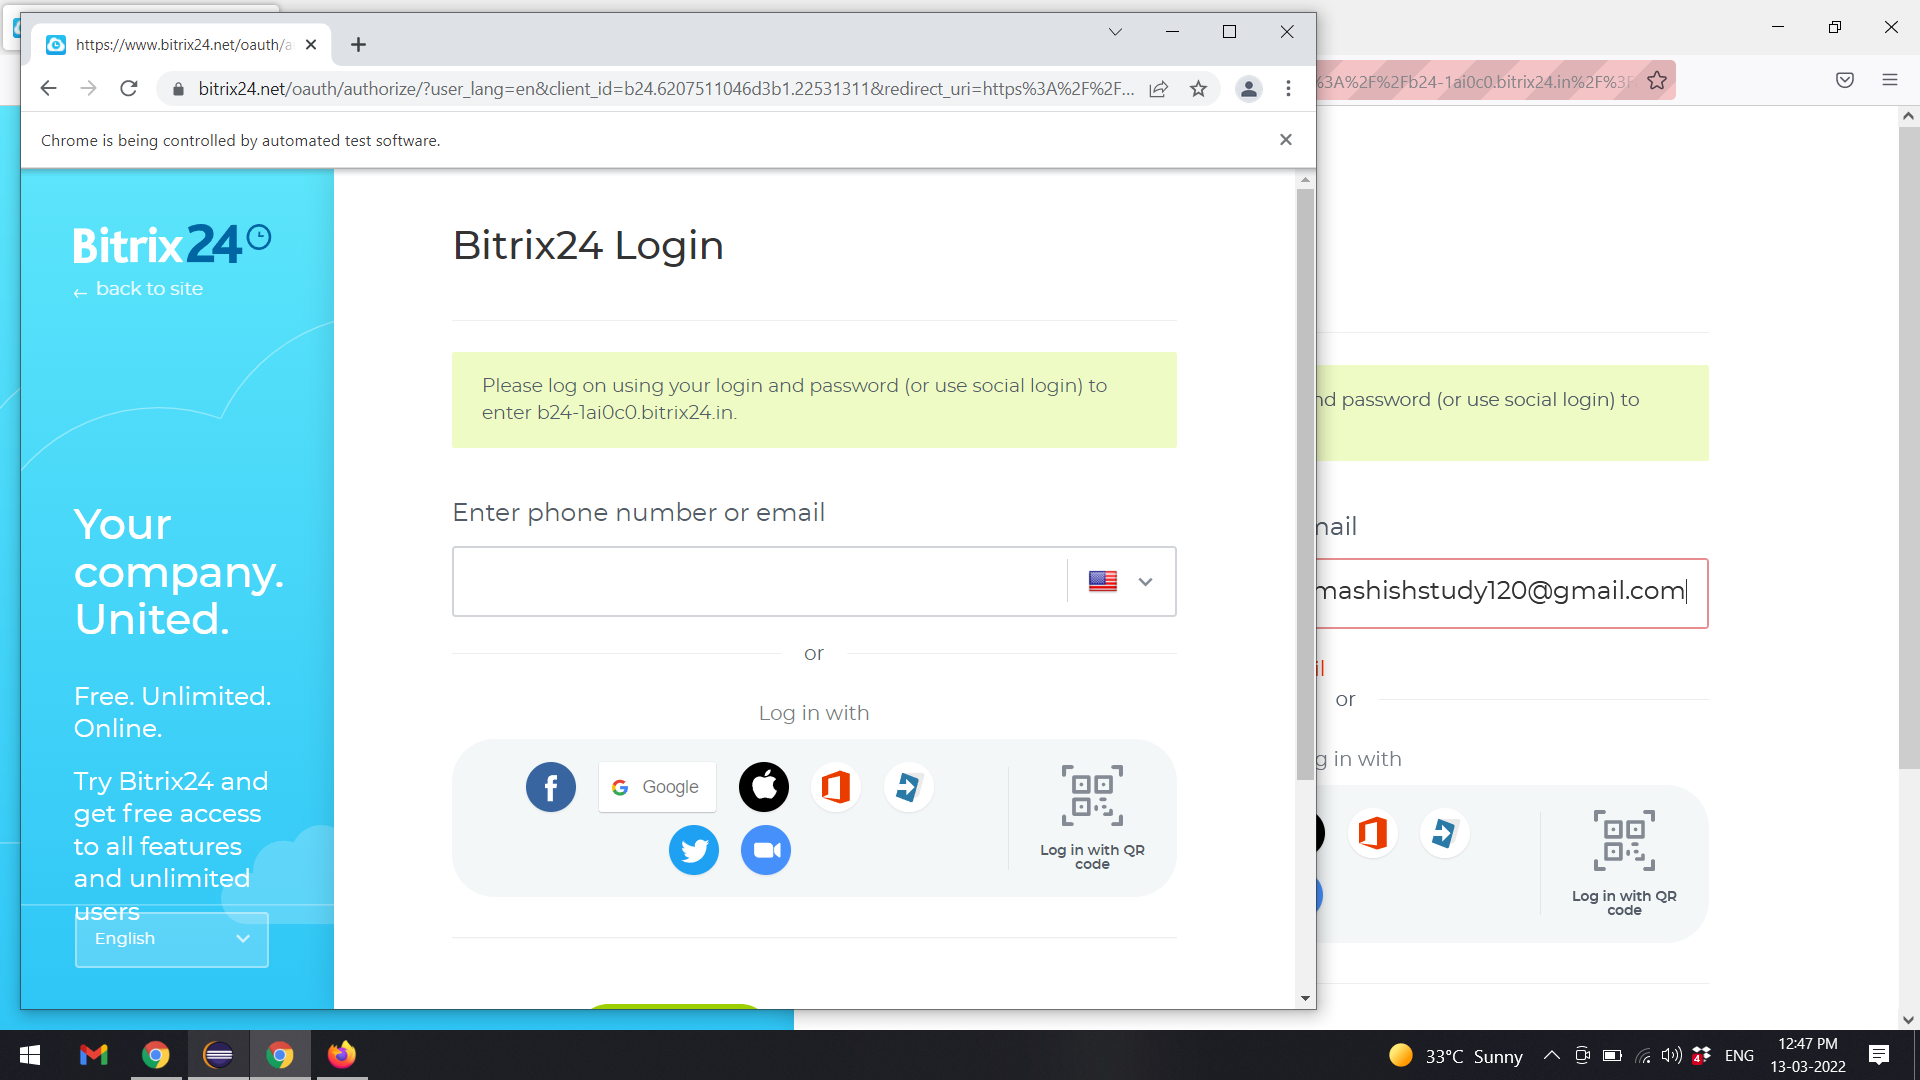 https://www.bitrix24.net/oauth/a
bitrix24.net/oauth/authorize/?user_lang=en&client_id=b24.6207511046d3b1.22531311&redirect_uri=https%3A%2F%2F...
%3A%2F%2Fb24-1ai0c0.bitrix24.in%2F%3F
Chrome is being controlled by automated test software.
Bitrix24
← back to site
Your
company.
United.
Free. Unlimited.
Online.
Try Bitrix24 and
get free access
to all features
and unlimited
users
English
Bitrix24 Login
Please log on using your login and password (or use social login) to
enter b24-1ai0c0.bitrix24.in.
Enter phone number or email
or
Log in with
f
G Google
Log in with QR
code
nd password (or use social login) to
mail
mashishstudy120@gmail.com
il
or
g in with
Log in with QR
code
33°C Sunny
4
ENG
12:47 PM
13-03-2022